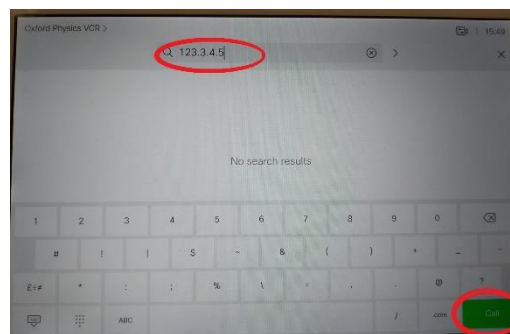 Oxford Physics VCR >
15:49
123.3.4.5
No search results
1 2 3 4 5 6 7 8 9 0
# ! | $ ~ & ( )
* : ; % \
@ ?
ABC / .com Call